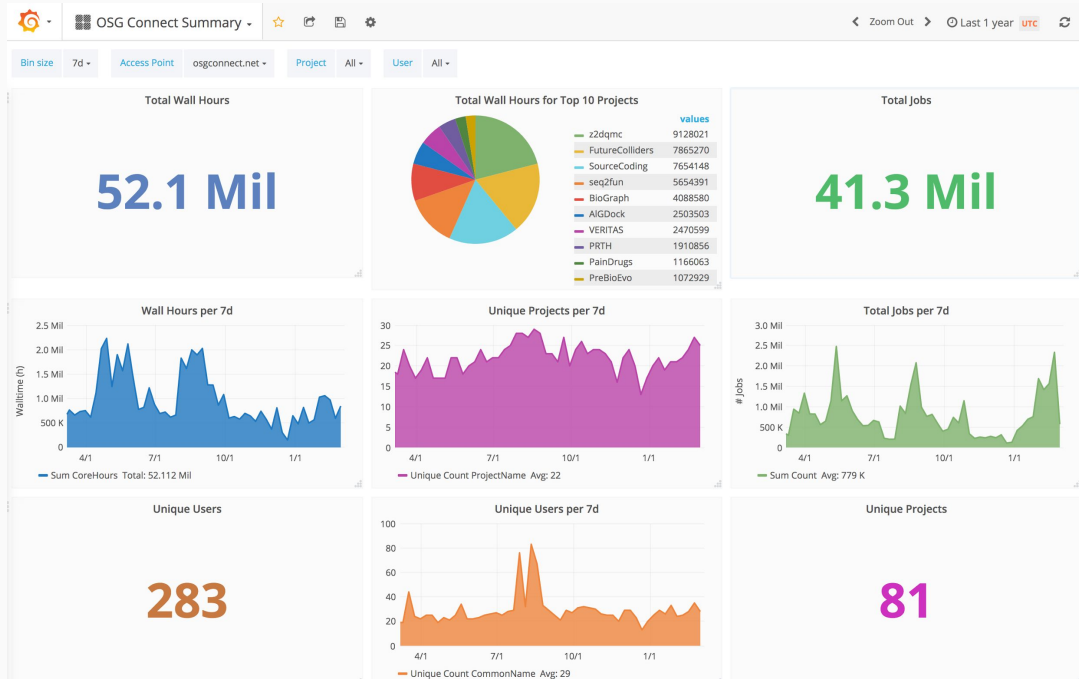 OSG Connect Summary
Zoom Out Last 1 year UTC
Bin size 7d Access Point osgconnect.net Project All User All
Total Wall Hours
52.1 Mil
Total Wall Hours for Top 10 Projects
values
z2dqmc 9128021
FutureColliders 7865270
SourceCoding 7654148
seq2fun 5654391
BioGraph 4088580
AlGDock 2503503
VERITAS 2470599
PRTH 1910856
PainDrugs 1166063
PreBioEvo 1072929
Total Jobs
41.3 Mil
Wall Hours per 7d
Walltime (h)
2.5 Mil
2.0 Mil
1.5 Mil
1.0 Mil
500 K
0
4/1 7/1 10/1 1/1
Sum CoreHours Total: 52.112 Mil
Unique Projects per 7d
30
25
20
15
10
5
0
4/1 7/1 10/1 1/1
Unique Count ProjectName Avg: 22
Total Jobs per 7d
# Jobs
3.0 Mil
2.5 Mil
2.0 Mil
1.5 Mil
1.0 Mil
500 K
0
4/1 7/1 10/1 1/1
Sum Count Avg: 779 K
Unique Users
283
Unique Users per 7d
100
80
60
40
20
0
4/1 7/1 10/1 1/1
Unique Count CommonName Avg: 29
Unique Projects
81